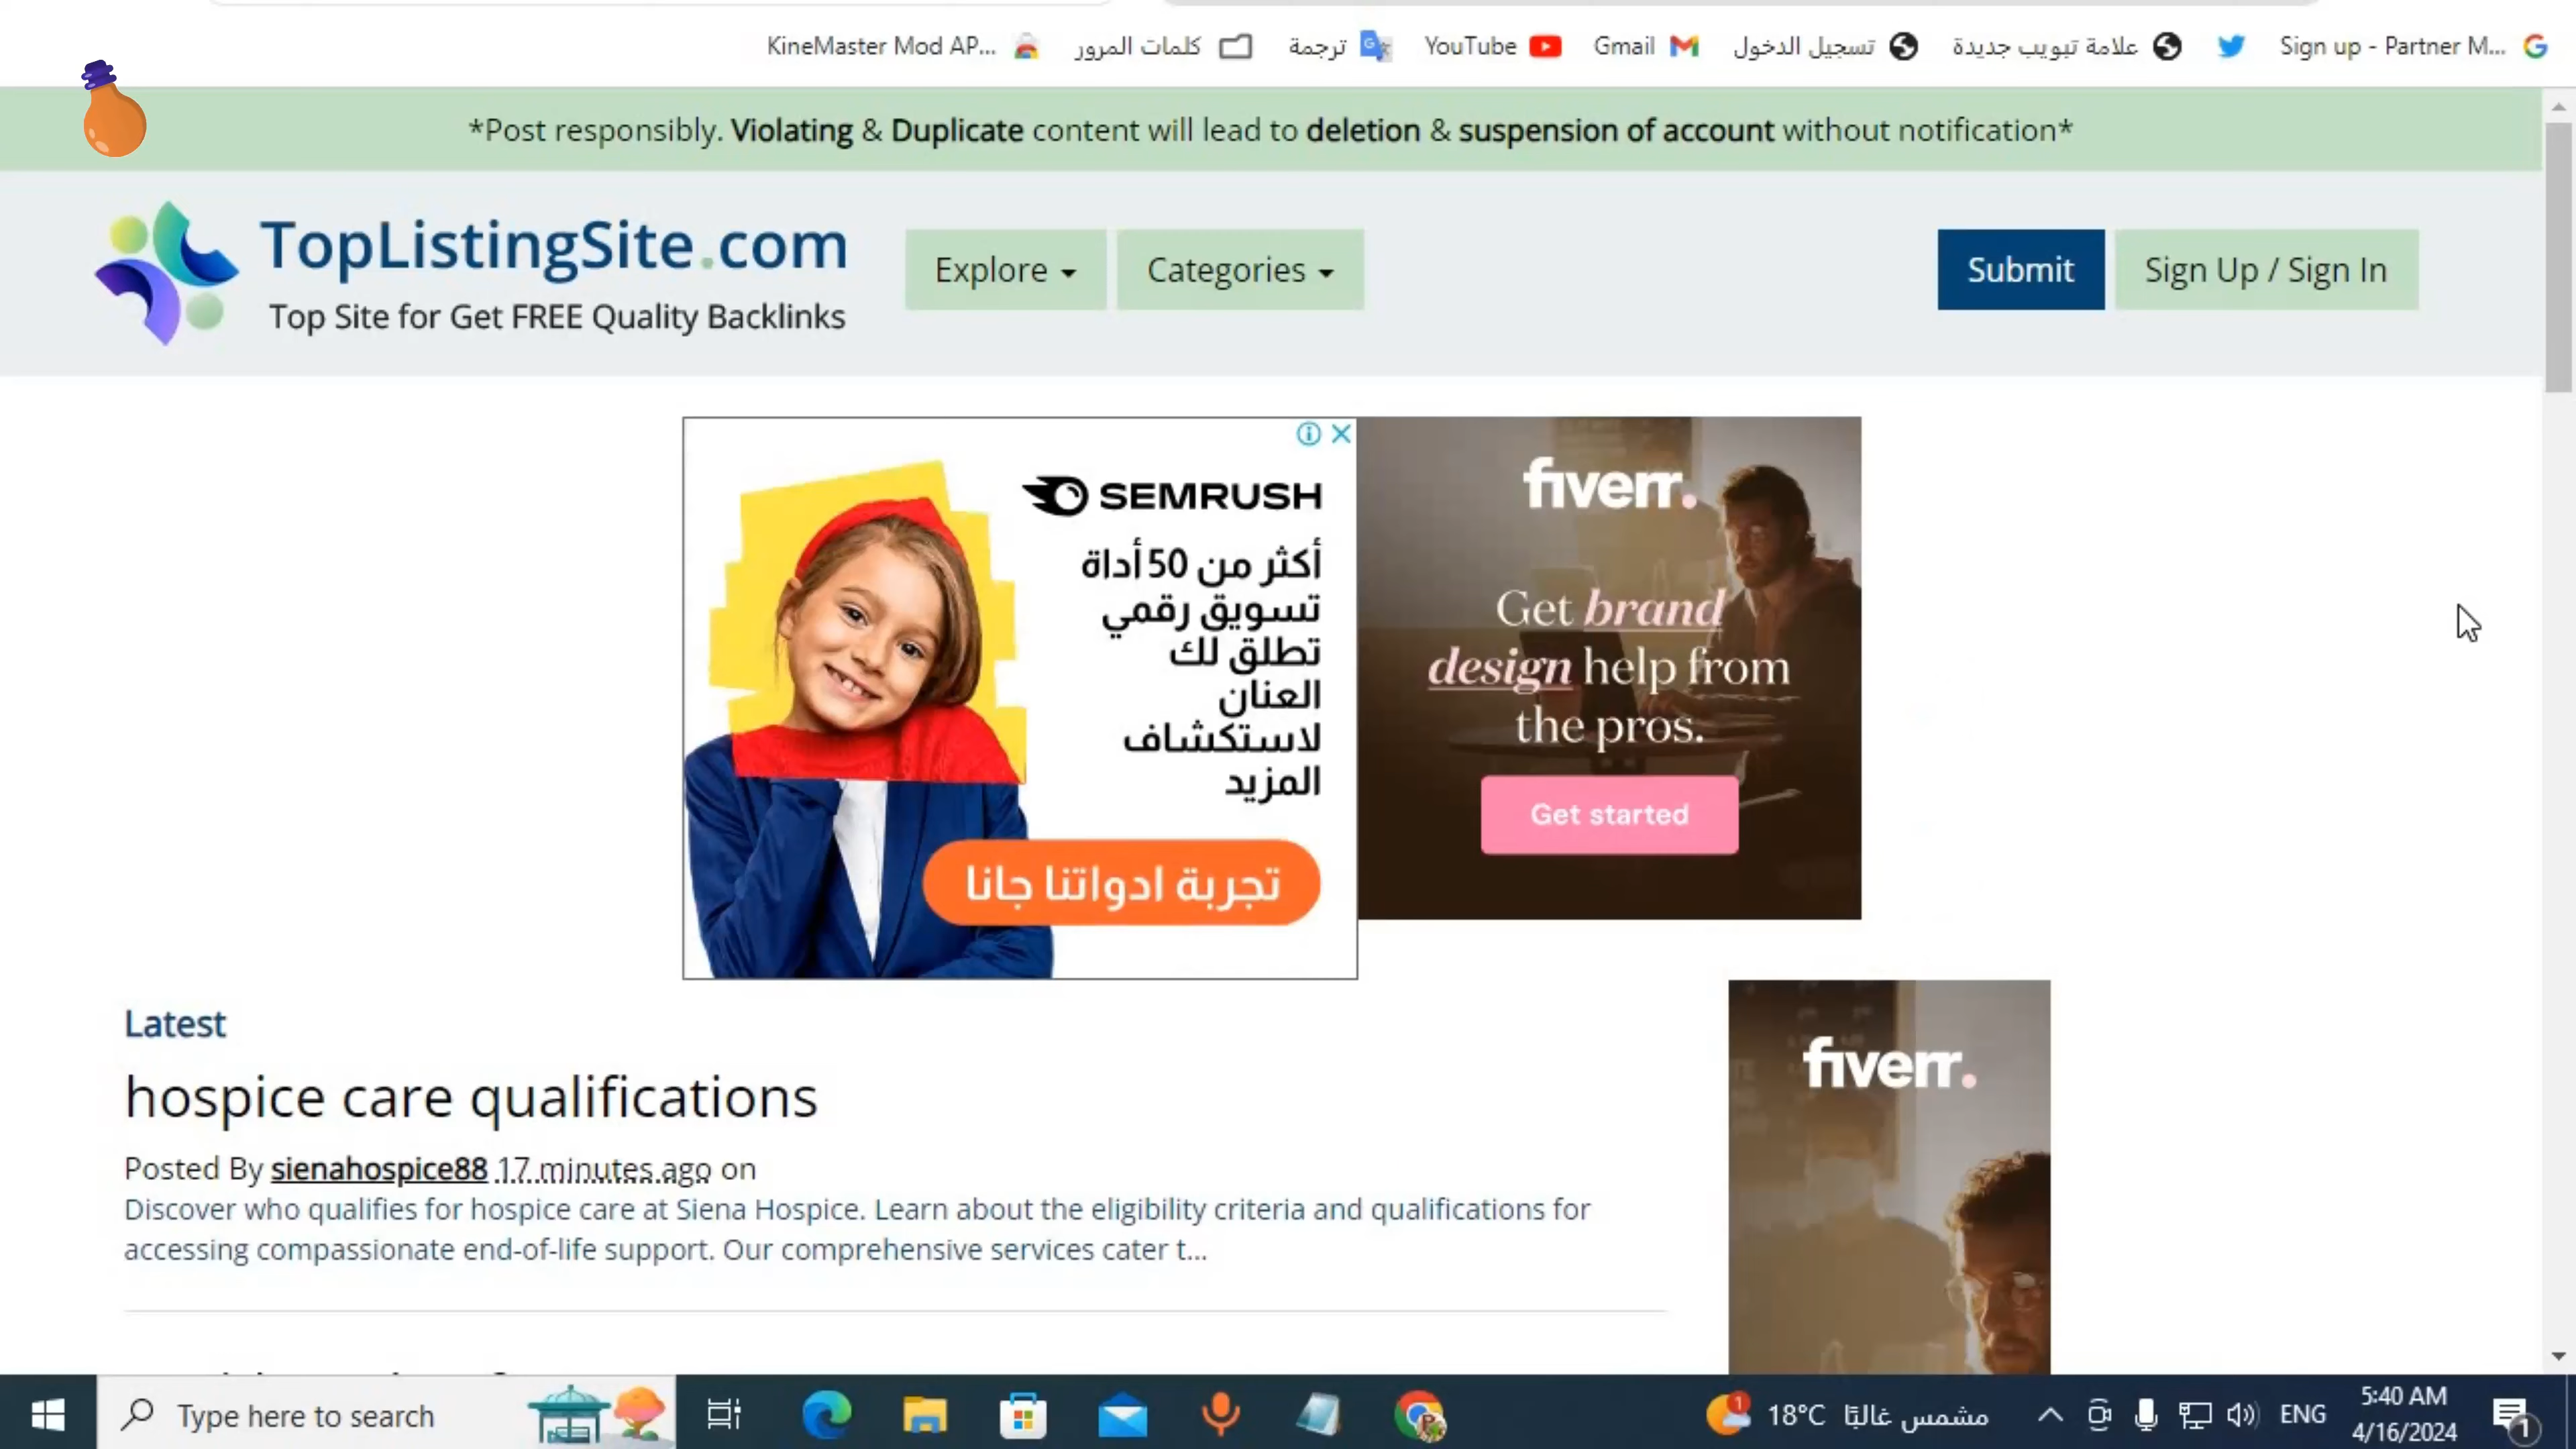 KineMaster Mod AP...
كلمات المرور
ترجمة
YouTube
Gmail
تسجيل الدخول
علامة تبويب جديدة
Sign up - Partner M...
*Post responsibly. Violating & Duplicate content will lead to deletion & suspension of account without notification*
TopListingSite.com
Top Site for Get FREE Quality Backlinks
Explore
Categories
Submit
Sign Up / Sign In
SEMRUSH
أكثر من 50 أداة
تسويق رقمي
تطلق لك
العنان
لاستكشاف
المزيد
تجربة ادواتنا جانا
fiverr.
Get brand
design help from
the pros.
Get started
Latest
hospice care qualifications
Posted By sienahospice88 17 minutes ago on
Discover who qualifies for hospice care at Siena Hospice. Learn about the eligibility criteria and qualifications for
accessing compassionate end-of-life support. Our comprehensive services cater t...
fiverr.
Type here to search
1
18°C مشمس غالبًا
ENG
5:40 AM
4/16/2024
1